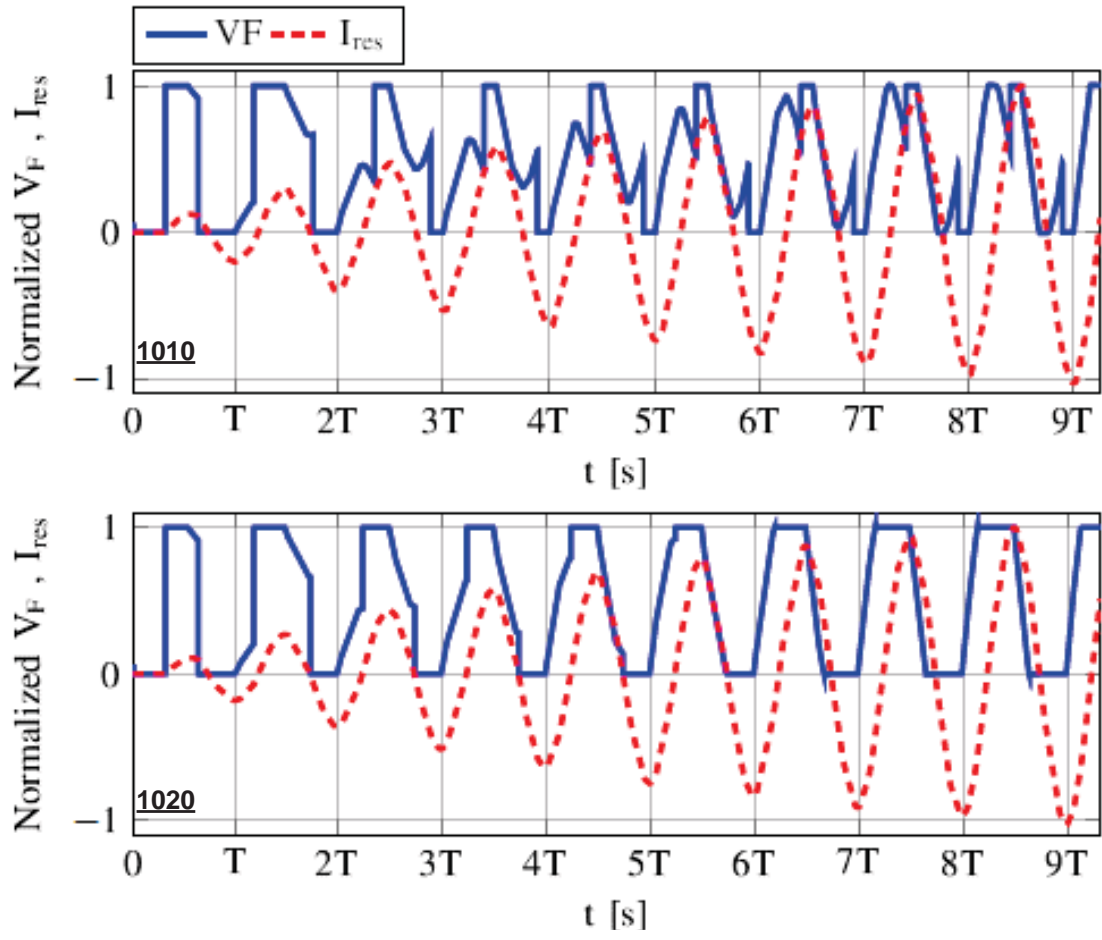 VF I_res
Normalized V_F , I_res
1
0
−1
1010
0 T 2T 3T 4T 5T 6T 7T 8T 9T
t [s]
Normalized V_F , I_res
1
0
−1
1020
0 T 2T 3T 4T 5T 6T 7T 8T 9T
t [s]